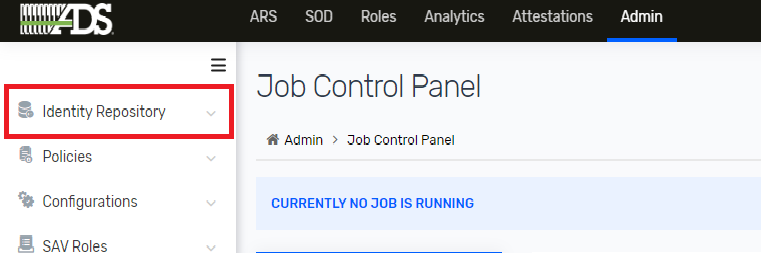 ADS
ARS SOD Roles Analytics Attestations Admin
Identity Repository
Policies
Configurations
SAV Roles
Job Control Panel
Admin > Job Control Panel
CURRENTLY NO JOB IS RUNNING